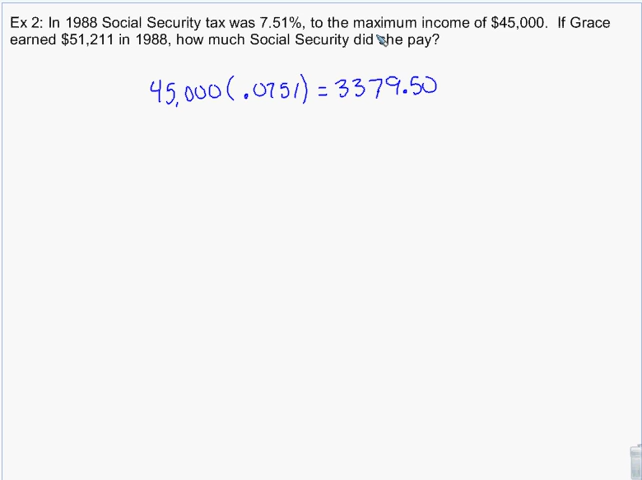 Ex 2: In 1988 Social Security tax was 7.51%, to the maximum income of $45,000. If Grace
earned $51,211 in 1988, how much Social Security did she pay?
45,000(.0751) = 3379.50